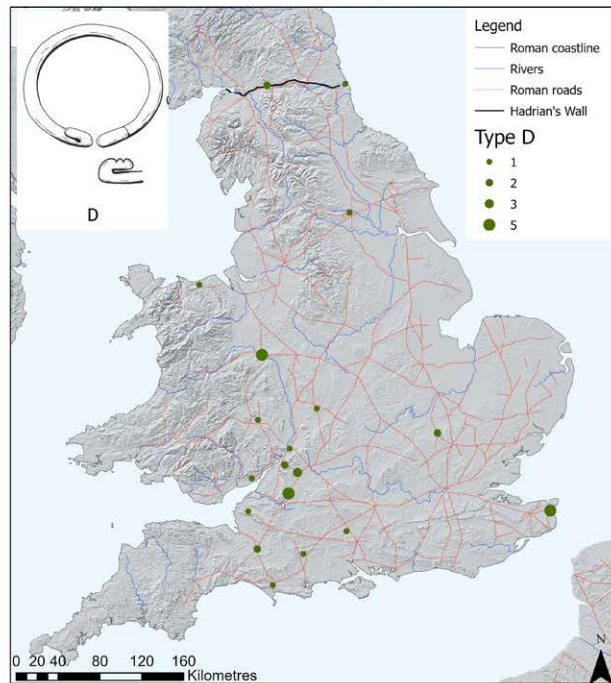 D
Legend
Roman coastline
Rivers
Roman roads
Hadrian's Wall
Type D
1
2
3
5
N
0 20 40 80 120 160
Kilometres